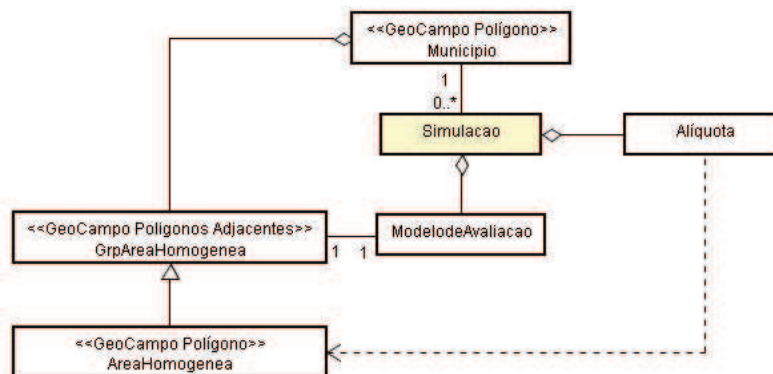 <<GeoCampo Polígono>>
Municipio
1
0..*
Simulacao
Alíquota
<<GeoCampo Poligonos Adjacentes>>
GrpAreaHomogenea
1
1
ModelodeAvaliacao
<<GeoCampo Polígono>>
AreaHomogenea